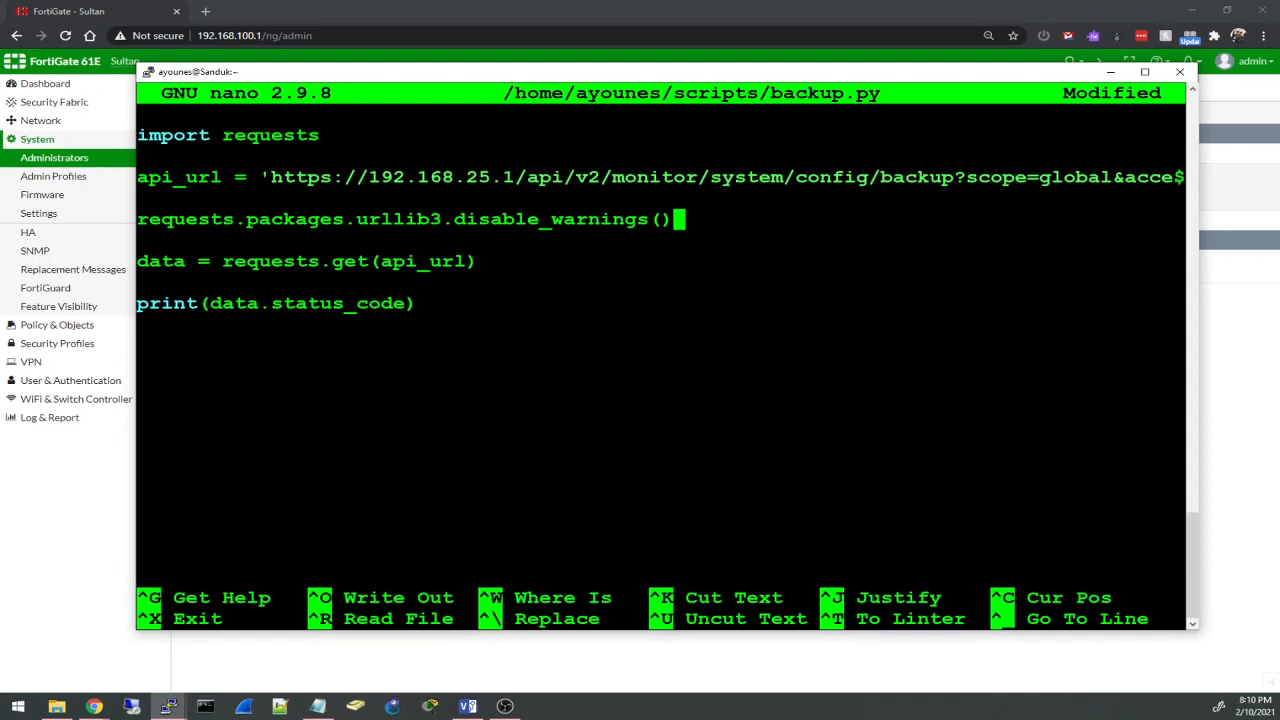 FortiGate - Sultan
Not secure 192.168.100.1/ng/admin
Upda
FortiGate 61E Sultan
admin
ayounes@Sanduk:~
GNU nano 2.9.8 /home/ayounes/scripts/backup.py Modified
import requests
api_url = 'https://192.168.25.1/api/v2/monitor/system/config/backup?scope=global&acce$
requests.packages.urllib3.disable_warnings()
data = requests.get(api_url)
print(data.status_code)
Dashboard
Security Fabric
Network
System
Administrators
Admin Profiles
Firmware
Settings
HA
SNMP
Replacement Messages
FortiGuard
Feature Visibility
Policy & Objects
Security Profiles
VPN
User & Authentication
WiFi & Switch Controller
Log & Report
^G Get Help ^O Write Out ^W Where Is ^K Cut Text ^J Justify ^C Cur Pos
^X Exit ^R Read File ^\ Replace ^U Uncut Text ^T To Linter ^_ Go To Line
8:10 PM
2/10/2021